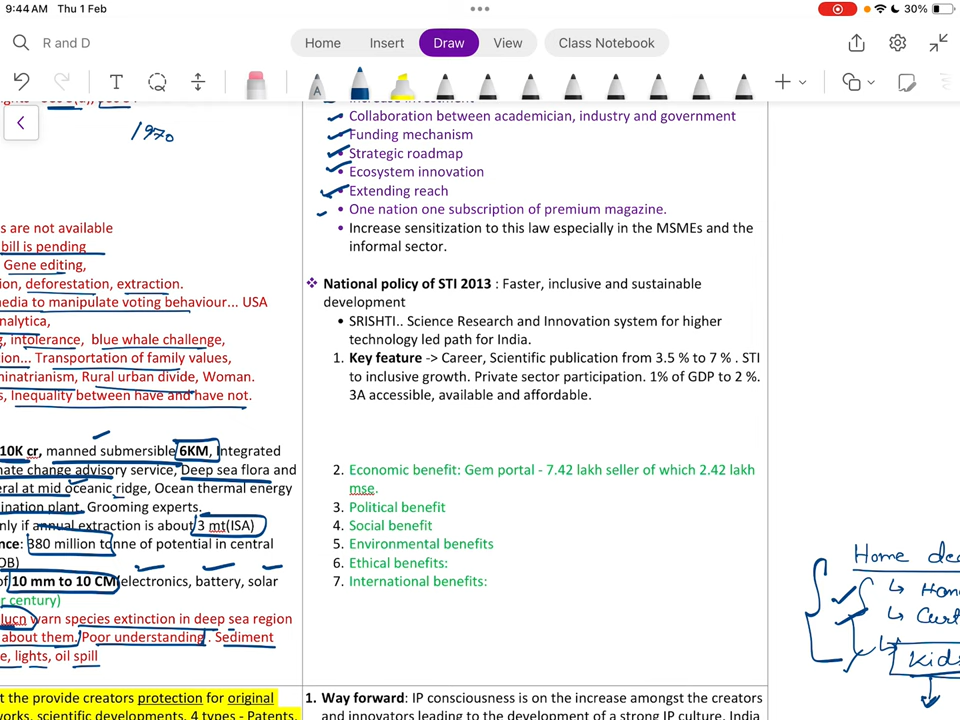 9:44 AM Thu 1 Feb
30%
R and D
Home Insert Draw View Class Notebook
1970
Collaboration between academician, industry and government
Funding mechanism
Strategic roadmap
Ecosystem innovation
Extending reach
One nation one subscription of premium magazine.
Increase sensitization to this law especially in the MSMEs and the
informal sector.
s are not available
bill is pending
Gene editing,
ion, deforestation, extraction.
nedia to manipulate voting behaviour... USA
nalytica,
g, intolerance, blue whale challenge,
tion... Transportation of family values,
ninatrianism, Rural urban divide, Woman.
s, Inequality between have and have not.
National policy of STI 2013 : Faster, inclusive and sustainable
development
SRISHTI.. Science Research and Innovation system for higher
technology led path for India.
1. Key feature -> Career, Scientific publication from 3.5 % to 7 % . STI
to inclusive growth. Private sector participation. 1% of GDP to 2 %.
3A accessible, available and affordable.
10K cr, manned submersible 6KM, Integrated
nate change advisory service, Deep sea flora and
eral at mid oceanic ridge, Ocean thermal energy
ination plant. Grooming experts.
only if annual extraction is about 3 mt(ISA)
nce: 380 million tonne of potential in central
OB)
of 10 mm to 10 CM(electronics, battery, solar
r century)
Iucn warn species extinction in deep sea region
about them. Poor understanding . Sediment
e, lights, oil spill
2. Economic benefit: Gem portal - 7.42 lakh seller of which 2.42 lakh
mse.
3. Political benefit
4. Social benefit
5. Environmental benefits
6. Ethical benefits:
7. International benefits:
Home dec
Hom
Curt
Kids
t the provide creators protection for original
works, scientific developments. 4 types - Patents,
1. Way forward: IP consciousness is on the increase amongst the creators
and innovators leading to the development of a strong IP culture. India